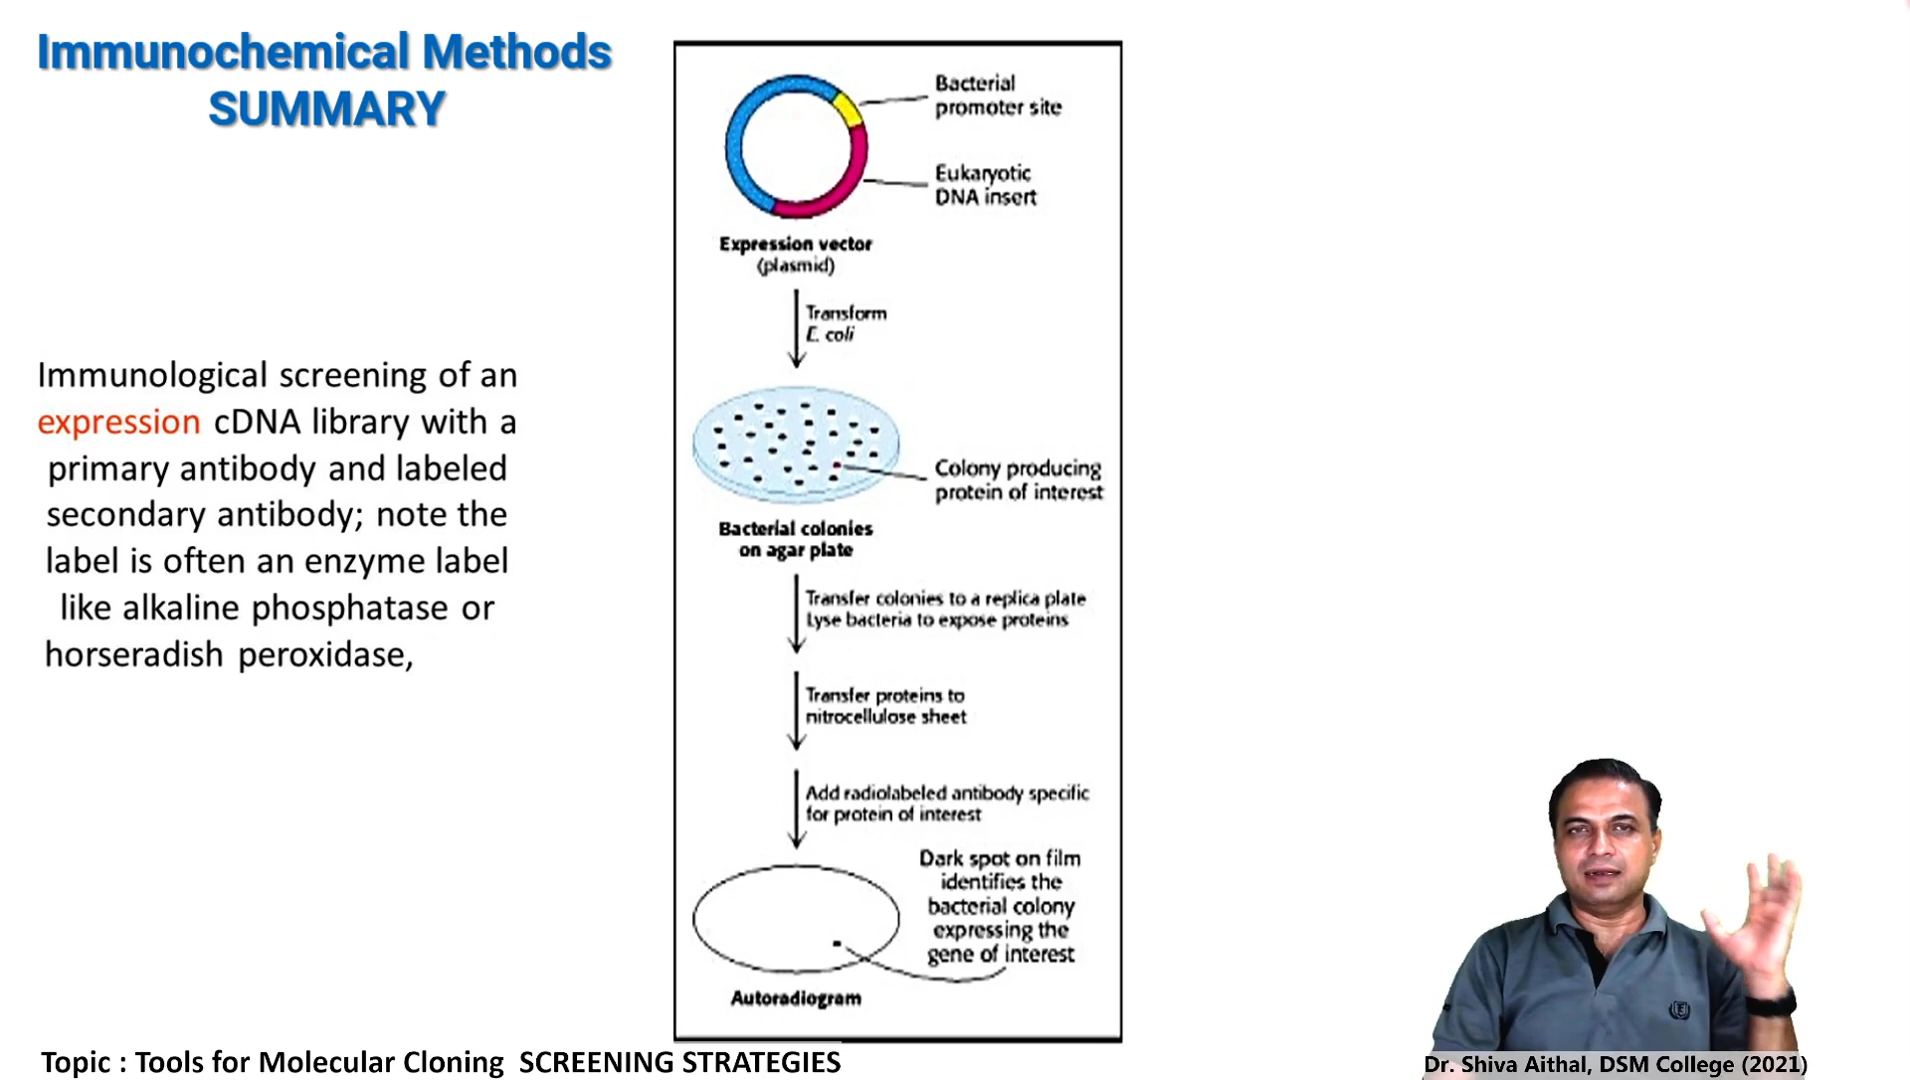 Immunochemical Methods
SUMMARY
Immunological screening of an
expression cDNA library with a
primary antibody and labeled
secondary antibody; note the
label is often an enzyme label
like alkaline phosphatase or
horseradish peroxidase,
Bacterial
promoter site
Eukaryotic
DNA insert
Expression vector
(plasmid)
Transform
E. coli
Colony producing
protein of interest
Bacterial colonies
on agar plate
Transfer colonies to a replica plate
Lyse bacteria to expose proteins
Transfer proteins to
nitrocellulose sheet
Add radiolabeled antibody specific
for protein of interest
Dark spot on film
identifies the
bacterial colony
expressing the
gene of interest
Autoradiogram
Topic : Tools for Molecular Cloning SCREENING STRATEGIES
Dr. Shiva Aithal, DSM College (2021)